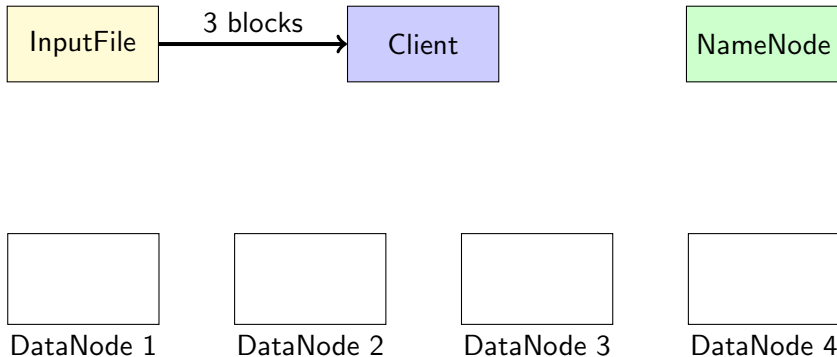 InputFile
3 blocks
Client
NameNode
DataNode 1
DataNode 2
DataNode 3
DataNode 4